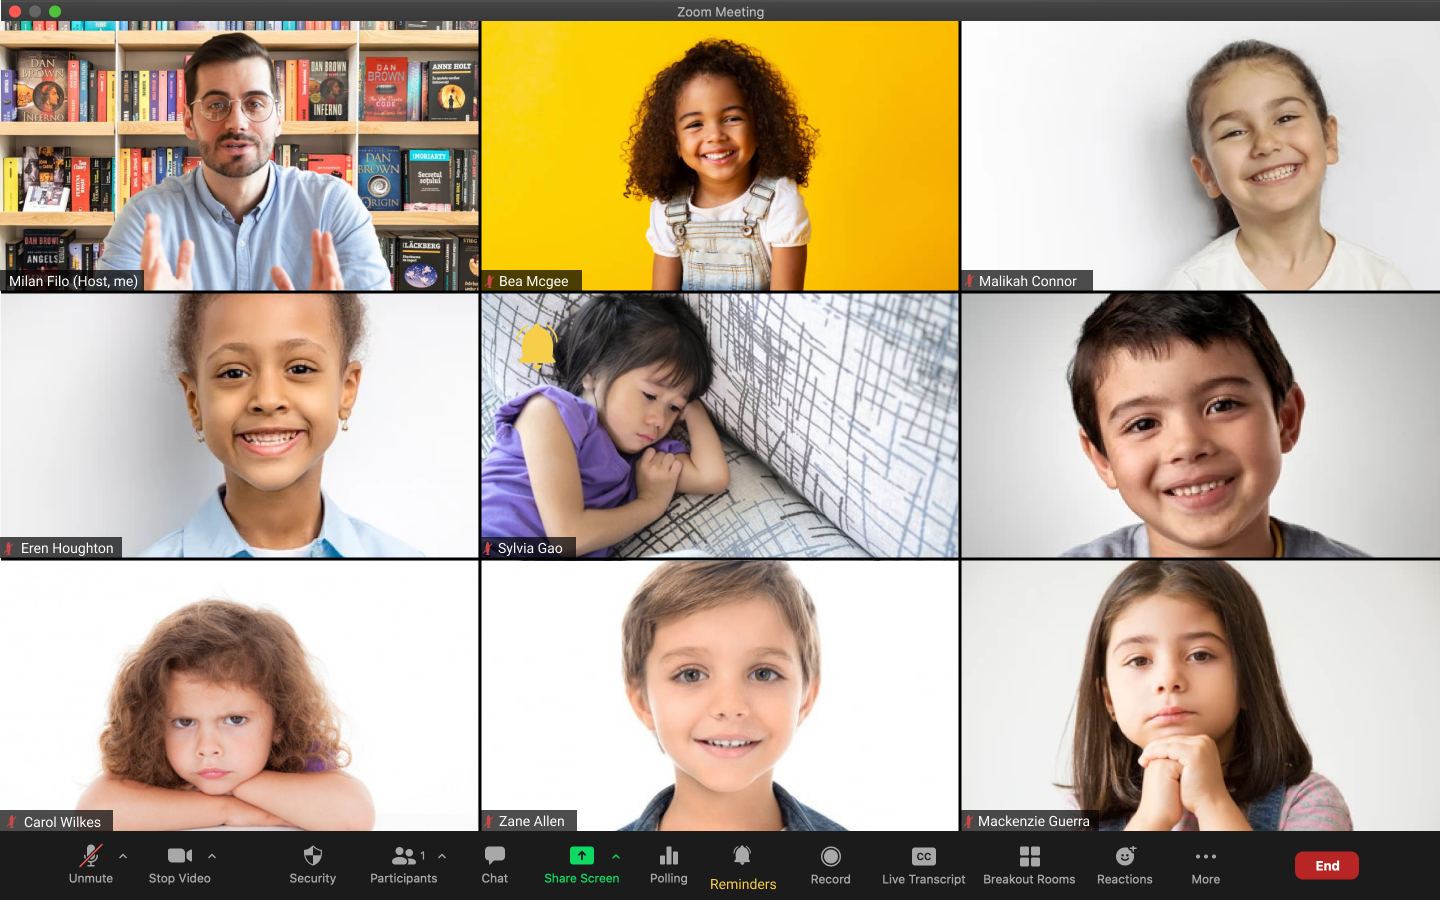 Zoom Meeting
DAN
BROWN
INFERNO
DAN BROWN
INFERNO
DAN
BROWN
CODE
ANNE HOLT
DAN
BROWN
ORIGIN
MORIARTY
Secretul
soțului
DAN BROWN
ANGELS
LÄCKBERG
Milan Filo (Host, me)
Bea Mcgee
Malikah Connor
Eren Houghton
Sylvia Gao
Carol Wilkes
Zane Allen
Mackenzie Guerra
Unmute
Stop Video
Security
1
Participants
Chat
Share Screen
Polling
Reminders
Record
CC
Live Transcript
Breakout Rooms
Reactions
More
End